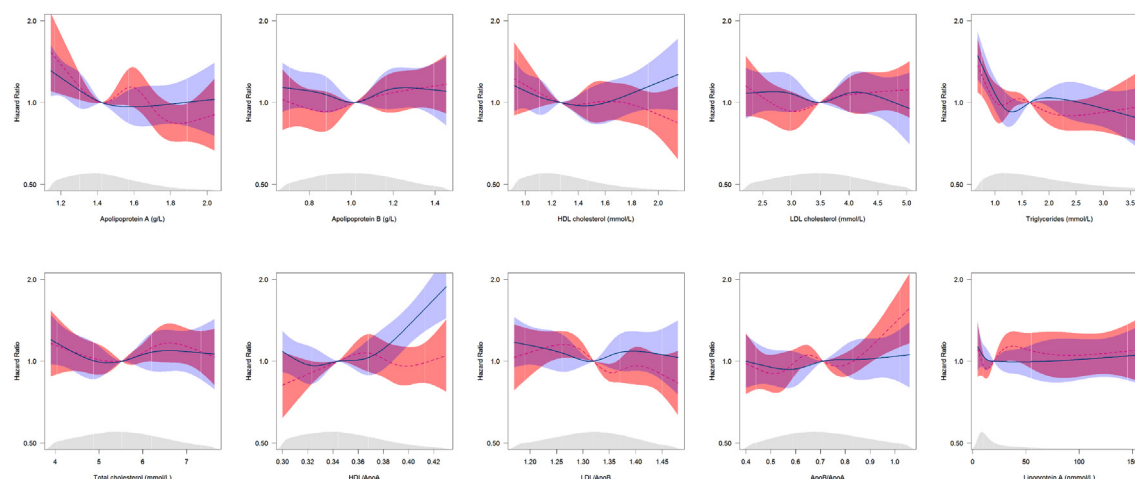 2.0 2.0 2.0 2.0 2.0
Hazard Ratio Hazard Ratio Hazard Ratio Hazard Ratio Hazard Ratio
1.0 1.0 1.0 1.0 1.0
0.50 0.50 0.50 0.50 0.50
1.2 1.4 1.6 1.8 2.0 0.8 1.0 1.2 1.4 1.0 1.2 1.4 1.6 1.8 2.0 2.5 3.0 3.5 4.0 4.5 5.0 1.0 1.5 2.0 2.5 3.0 3.5
Apolipoprotein A (g/L) Apolipoprotein B (g/L) HDL cholesterol (mmol/L) LDL cholesterol (mmol/L) Triglycerides (mmol/L)
2.0 2.0 2.0 2.0 2.0
Hazard Ratio Hazard Ratio Hazard Ratio Hazard Ratio Hazard Ratio
1.0 1.0 1.0 1.0 1.0
0.50 0.50 0.50 0.50 0.50
4 5 6 7 0.30 0.32 0.34 0.36 0.38 0.40 0.42 1.20 1.25 1.30 1.35 1.40 1.45 0.4 0.5 0.6 0.7 0.8 0.9 1.0 0 50 100
Total cholesterol (mmol/L) HDL/ApoA LDL/ApoB ApoB/ApoA